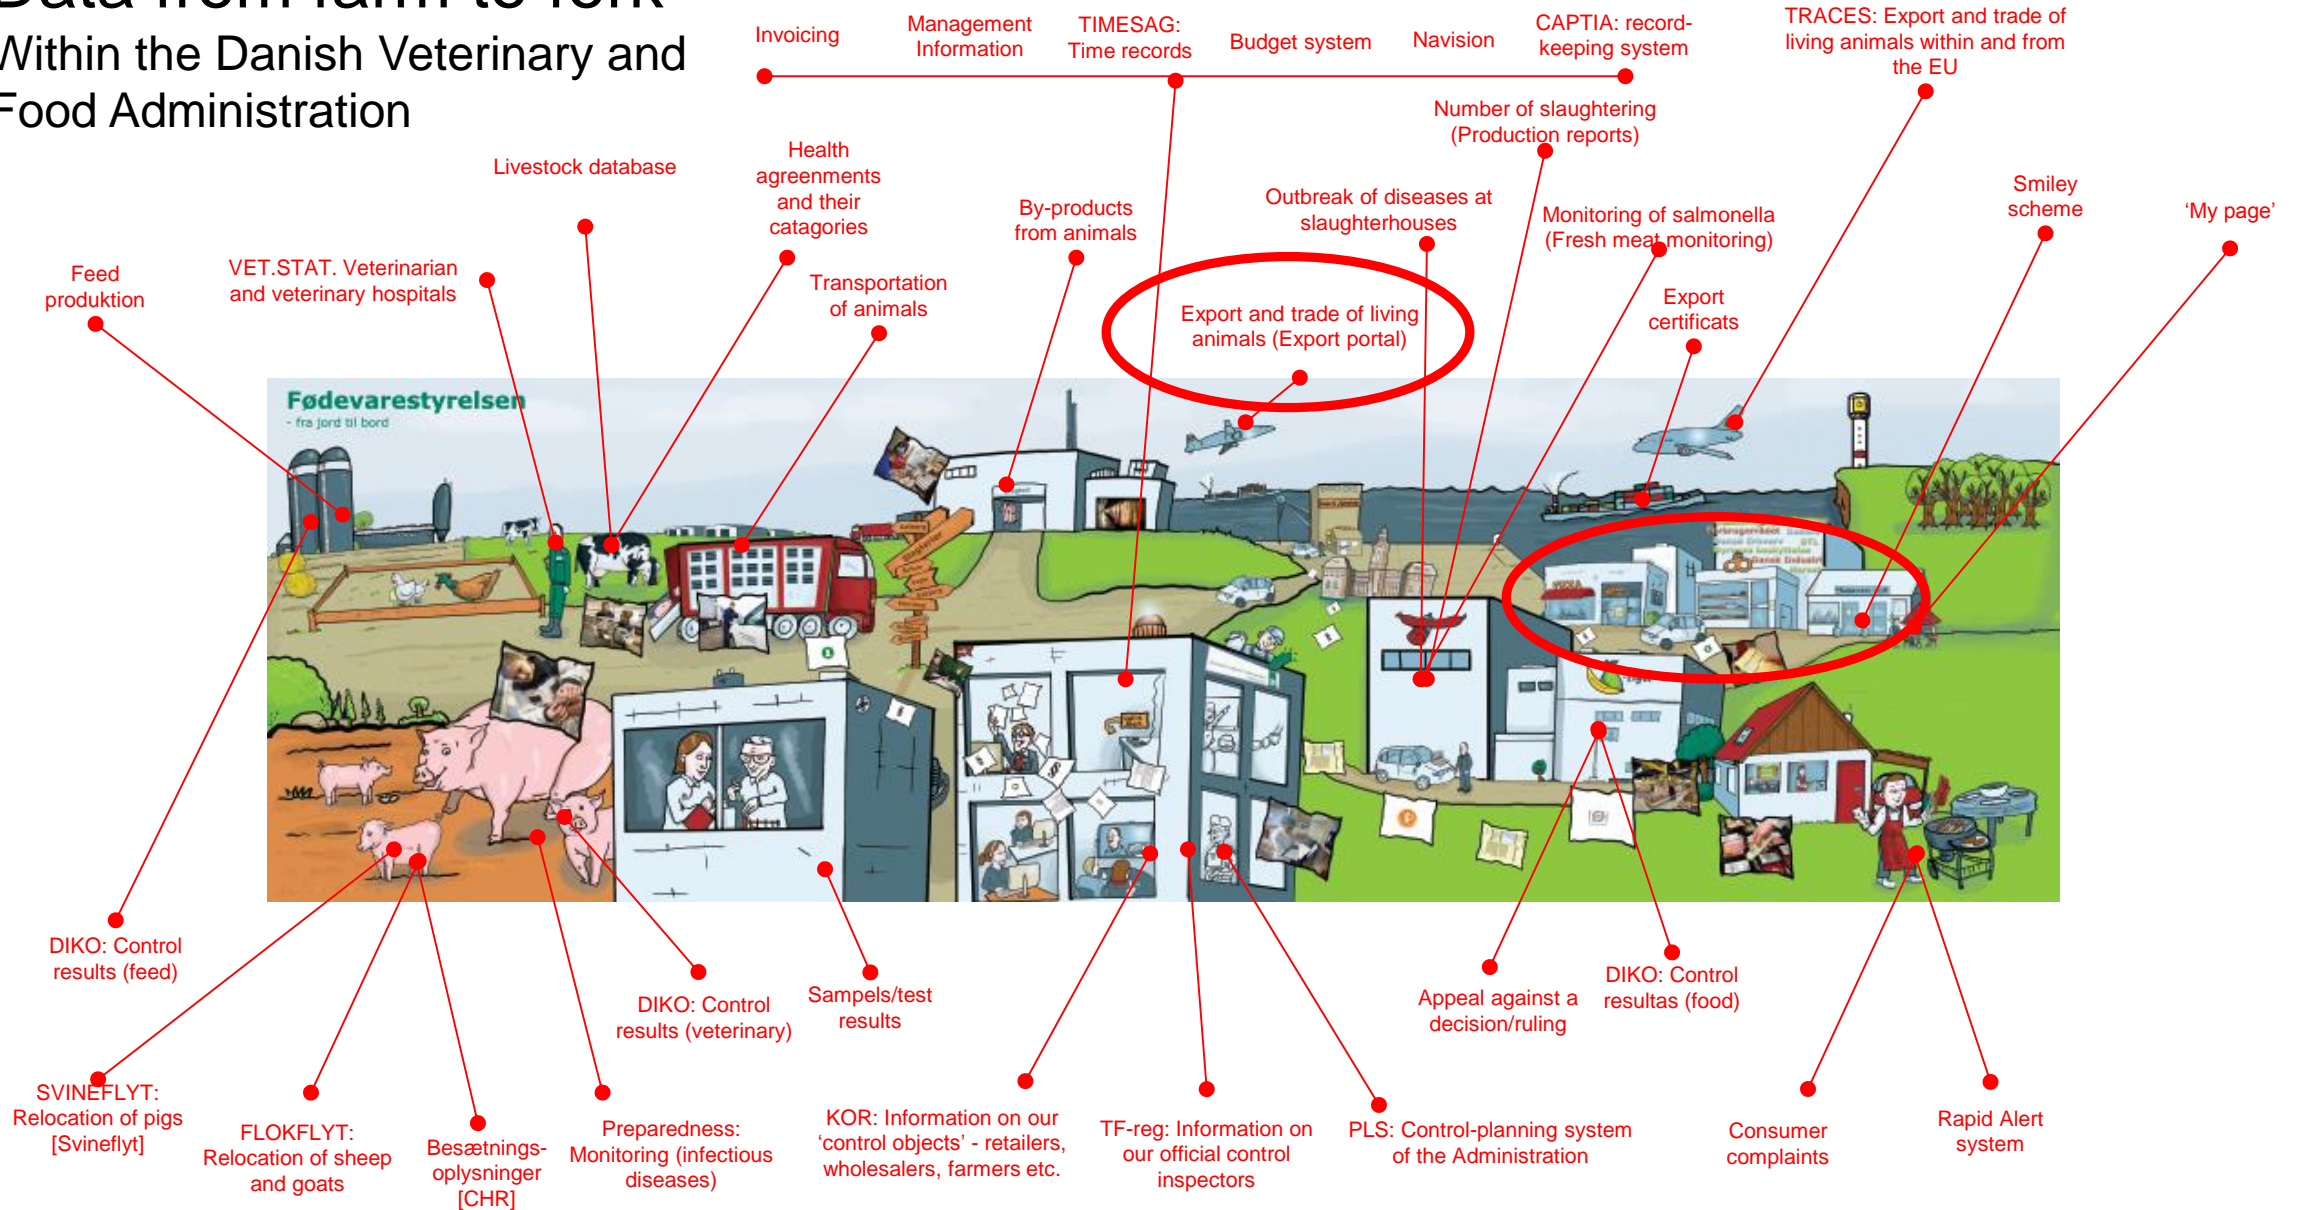 Data from farm to fork
Within the Danish Veterinary and
Food Administration
Invoicing
Management
Information
TIMESAG:
Time records
Budget system
Navision
CAPTIA: record-
keeping system
TRACES: Export and trade of
living animals within and from
the EU
Number of slaughtering
(Production reports)
Livestock database
Health
agreenments
and their
catagories
By-products
from animals
Outbreak of diseases at
slaughterhouses
Monitoring of salmonella
(Fresh meat monitoring)
Smiley
scheme
‘My page’
Feed
produktion
VET.STAT. Veterinarian
and veterinary hospitals
Transportation
of animals
Export and trade of living
animals (Export portal)
Export
certificats
Fødevarestyrelsen
- fra jord til bord
Slagteriet
Dansk Industri
PIZZA
DIKO: Control
results (feed)
DIKO: Control
results (veterinary)
Sampels/test
results
Appeal against a
decision/ruling
DIKO: Control
resultas (food)
SVINEFLYT:
Relocation of pigs
[Svineflyt]
FLOKFLYT:
Relocation of sheep
and goats
Besætnings-
oplysninger
[CHR]
Preparedness:
Monitoring (infectious
diseases)
KOR: Information on our
‘control objects’ - retailers,
wholesalers, farmers etc.
TF-reg: Information on
our official control
inspectors
PLS: Control-planning system
of the Administration
Consumer
complaints
Rapid Alert
system